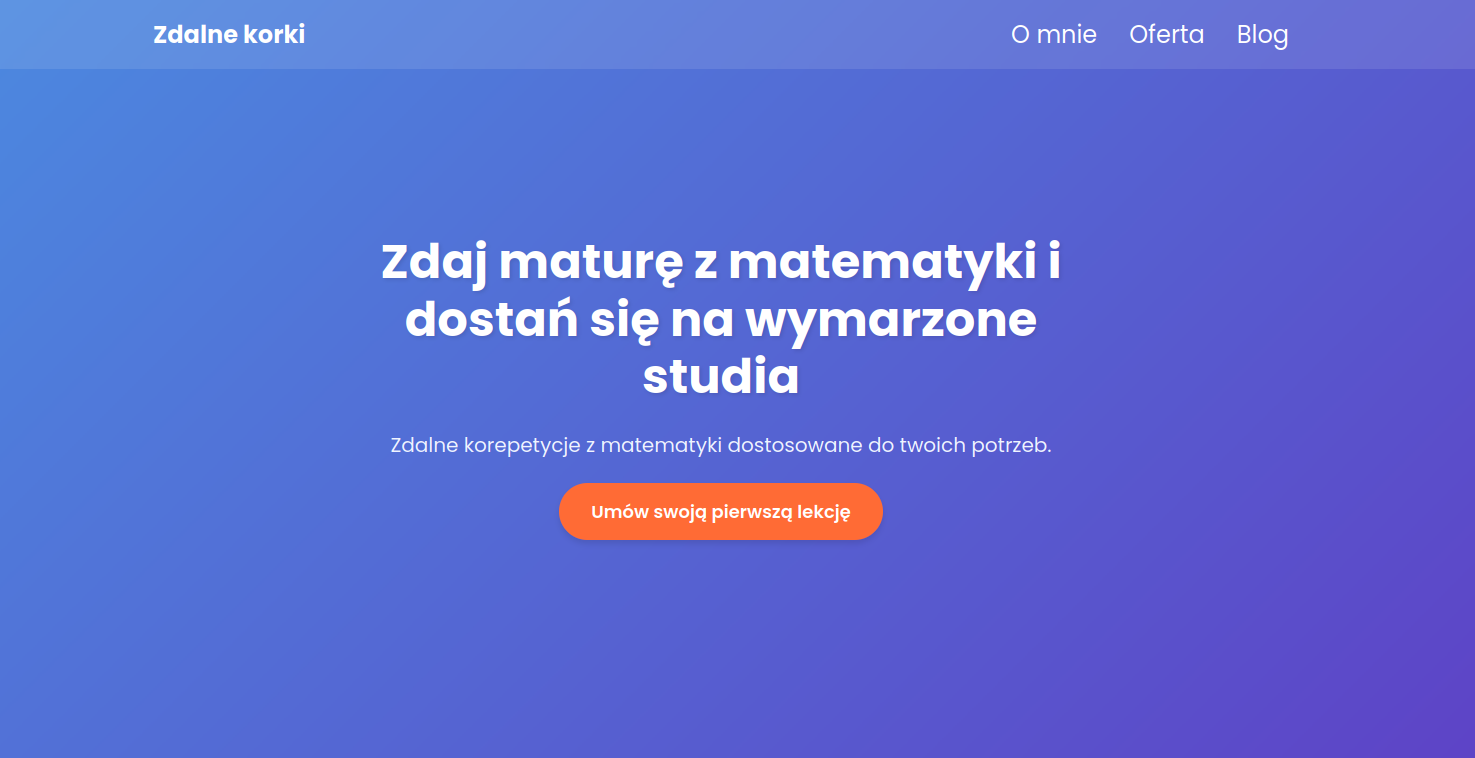 Zdalne korki
O mnie Oferta Blog
Zdaj maturę z matematyki i
dostań się na wymarzone
studia
Zdalne korepetycje z matematyki dostosowane do twoich potrzeb.
Umów swoją pierwszą lekcję